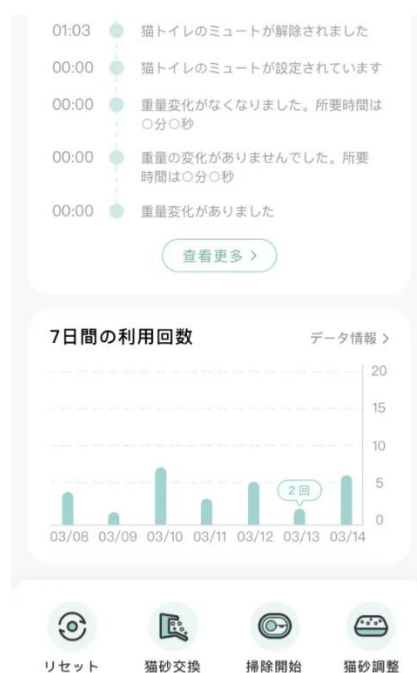 01:03 猫トイレのミュートが解除されました
00:00 猫トイレのミュートが設定されています
00:00 重量変化がなくなりました。所要時間は
○分○秒
00:00 重量の変化がありませんでした。所要
時間は○分○秒
00:00 重量変化がありました
查看更多 >
7日間の利用回数 データ情報 >
20
15
10
2 回
5
0
03/08 03/09 03/10 03/11 03/12 03/13 03/14
リセット 猫砂交換 掃除開始 猫砂調整